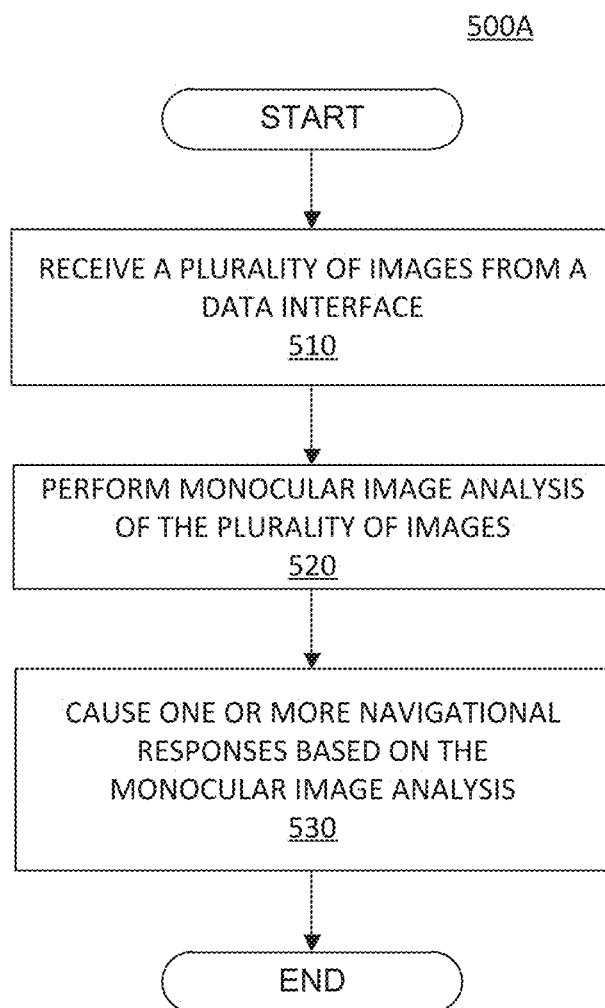 500A
START
RECEIVE A PLURALITY OF IMAGES FROM A
DATA INTERFACE
510
PERFORM MONOCULAR IMAGE ANALYSIS
OF THE PLURALITY OF IMAGES
520
CAUSE ONE OR MORE NAVIGATIONAL
RESPONSES BASED ON THE
MONOCULAR IMAGE ANALYSIS
530
END